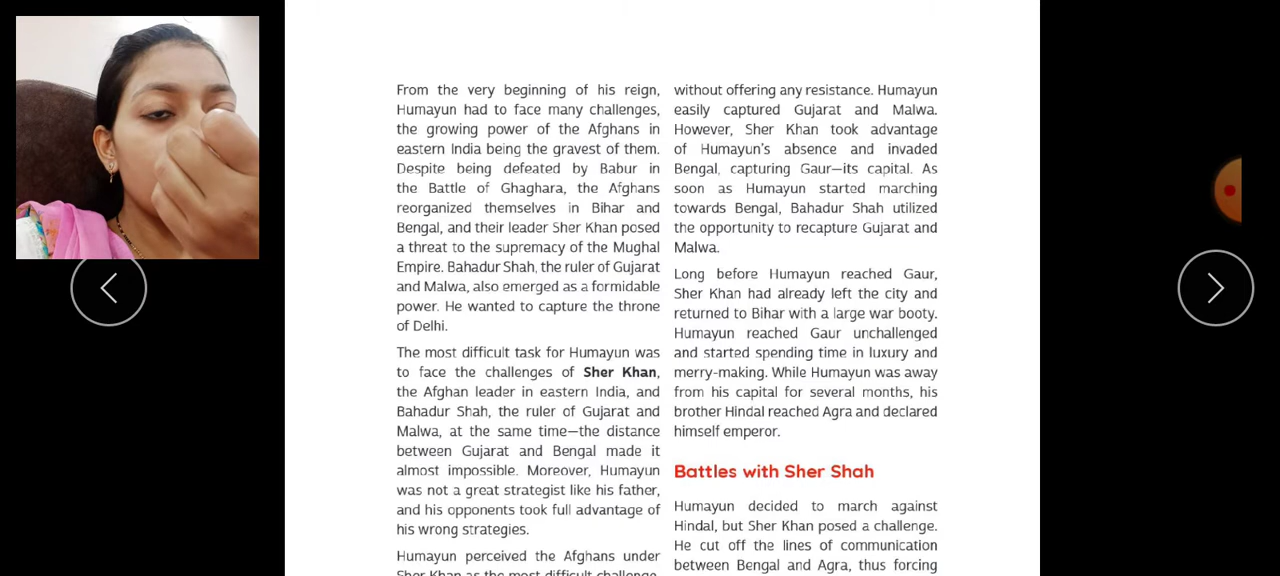 From the very beginning of his reign,
Humayun had to face many challenges,
the growing power of the Afghans in
eastern India being the gravest of them.
Despite being defeated by Babur in
the Battle of Ghaghara, the Afghans
reorganized themselves in Bihar and
Bengal, and their leader Sher Khan posed
a threat to the supremacy of the Mughal
Empire. Bahadur Shah, the ruler of Gujarat
and Malwa, also emerged as a formidable
power. He wanted to capture the throne
of Delhi.
The most difficult task for Humayun was
to face the challenges of Sher Khan,
the Afghan leader in eastern India, and
Bahadur Shah, the ruler of Gujarat and
Malwa, at the same time—the distance
between Gujarat and Bengal made it
almost impossible. Moreover, Humayun
was not a great strategist like his father,
and his opponents took full advantage of
his wrong strategies.
Humayun perceived the Afghans under
Sher Khan as the most difficult challenge.
without offering any resistance. Humayun
easily captured Gujarat and Malwa.
However, Sher Khan took advantage
of Humayun's absence and invaded
Bengal, capturing Gaur—its capital. As
soon as Humayun started marching
towards Bengal, Bahadur Shah utilized
the opportunity to recapture Gujarat and
Malwa.
Long before Humayun reached Gaur,
Sher Khan had already left the city and
returned to Bihar with a large war booty.
Humayun reached Gaur unchallenged
and started spending time in luxury and
merry-making. While Humayun was away
from his capital for several months, his
brother Hindal reached Agra and declared
himself emperor.
Battles with Sher Shah
Humayun decided to march against
Hindal, but Sher Khan posed a challenge.
He cut off the lines of communication
between Bengal and Agra, thus forcing